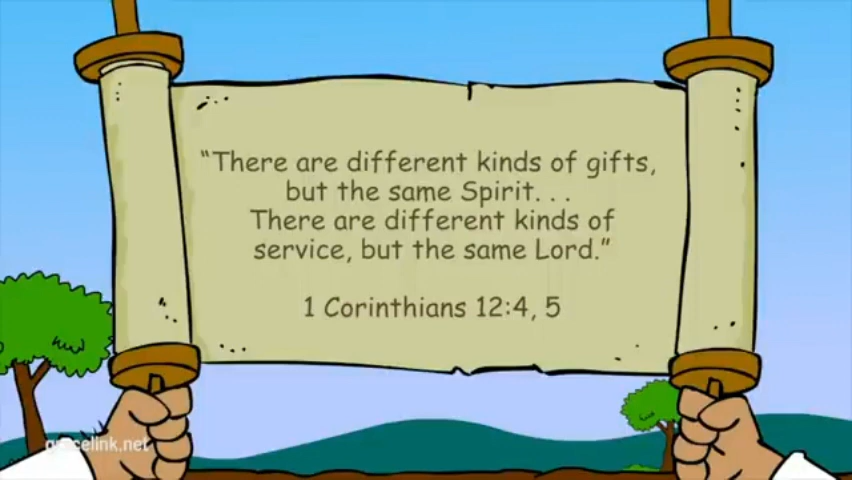 “There are different kinds of gifts,
but the same Spirit. . .
There are different kinds of
service, but the same Lord.”
1 Corinthians 12:4, 5
gracelink.net